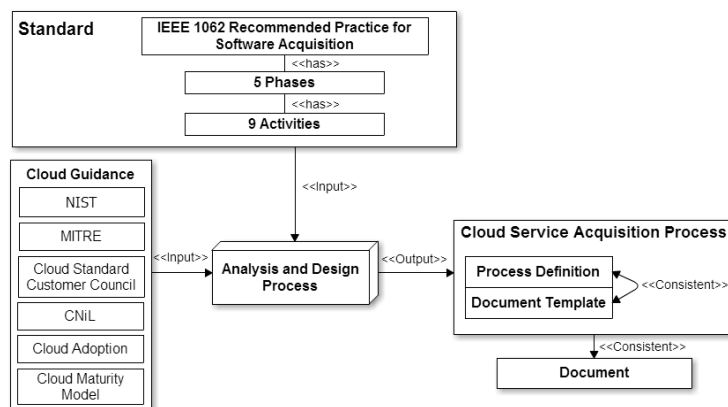 Standard
IEEE 1062 Recommended Practice for
Software Acquisition
<<has>>
5 Phases
<<has>>
9 Activities
<<Input>>
Cloud Guidance
NIST
MITRE
Cloud Standard
Customer Council
CNiL
Cloud Adoption
Cloud Maturity
Model
<<Input>>
Analysis and Design
Process
<<Output>>
Cloud Service Acquisition Process
Process Definition
Document Template
<<Consistent>>
<<Consistent>>
Document